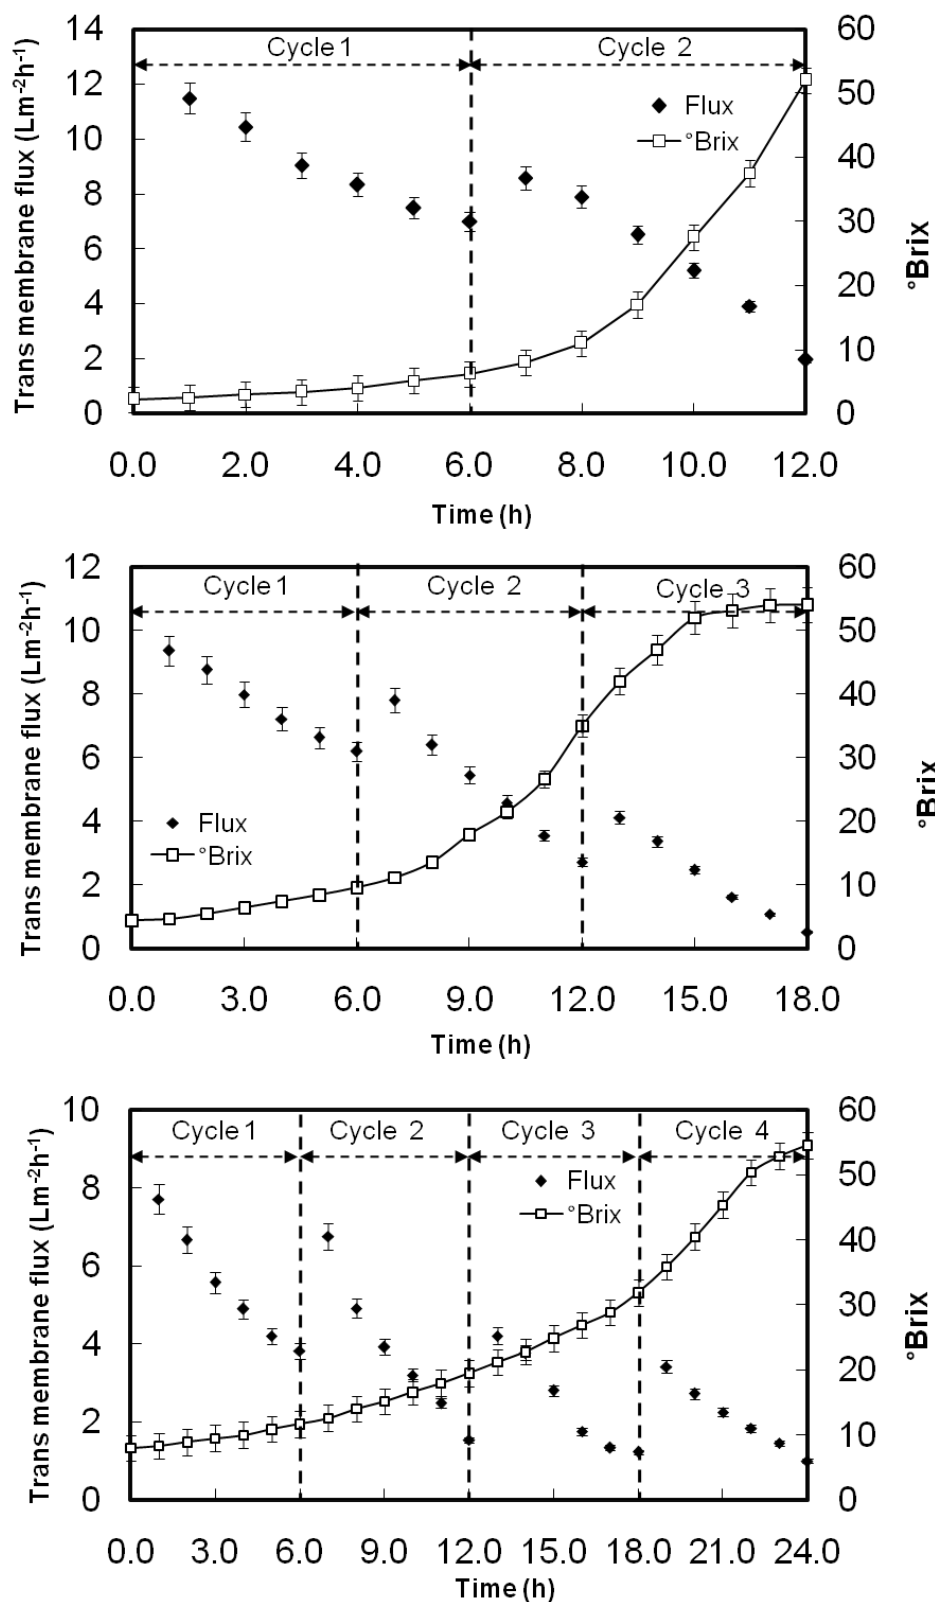 14
12
10
8
6
4
2
0
Trans membrane flux (Lm⁻²h⁻¹)
Cycle 1
Cycle 2
Flux
°Brix
60
50
40
30
20
10
0
°Brix
0.0 2.0 4.0 6.0 8.0 10.0 12.0
Time (h)
12
10
8
6
4
2
0
Trans membrane flux (Lm⁻²h⁻¹)
Cycle 1
Cycle 2
Cycle 3
Flux
°Brix
60
50
40
30
20
10
0
°Brix
0.0 3.0 6.0 9.0 12.0 15.0 18.0
Time (h)
10
8
6
4
2
0
Trans membrane flux (Lm⁻²h⁻¹)
Cycle 1
Cycle 2
Cycle 3
Cycle 4
Flux
°Brix
60
50
40
30
20
10
0
°Brix
0.0 3.0 6.0 9.0 12.0 15.0 18.0 21.0 24.0
Time (h)